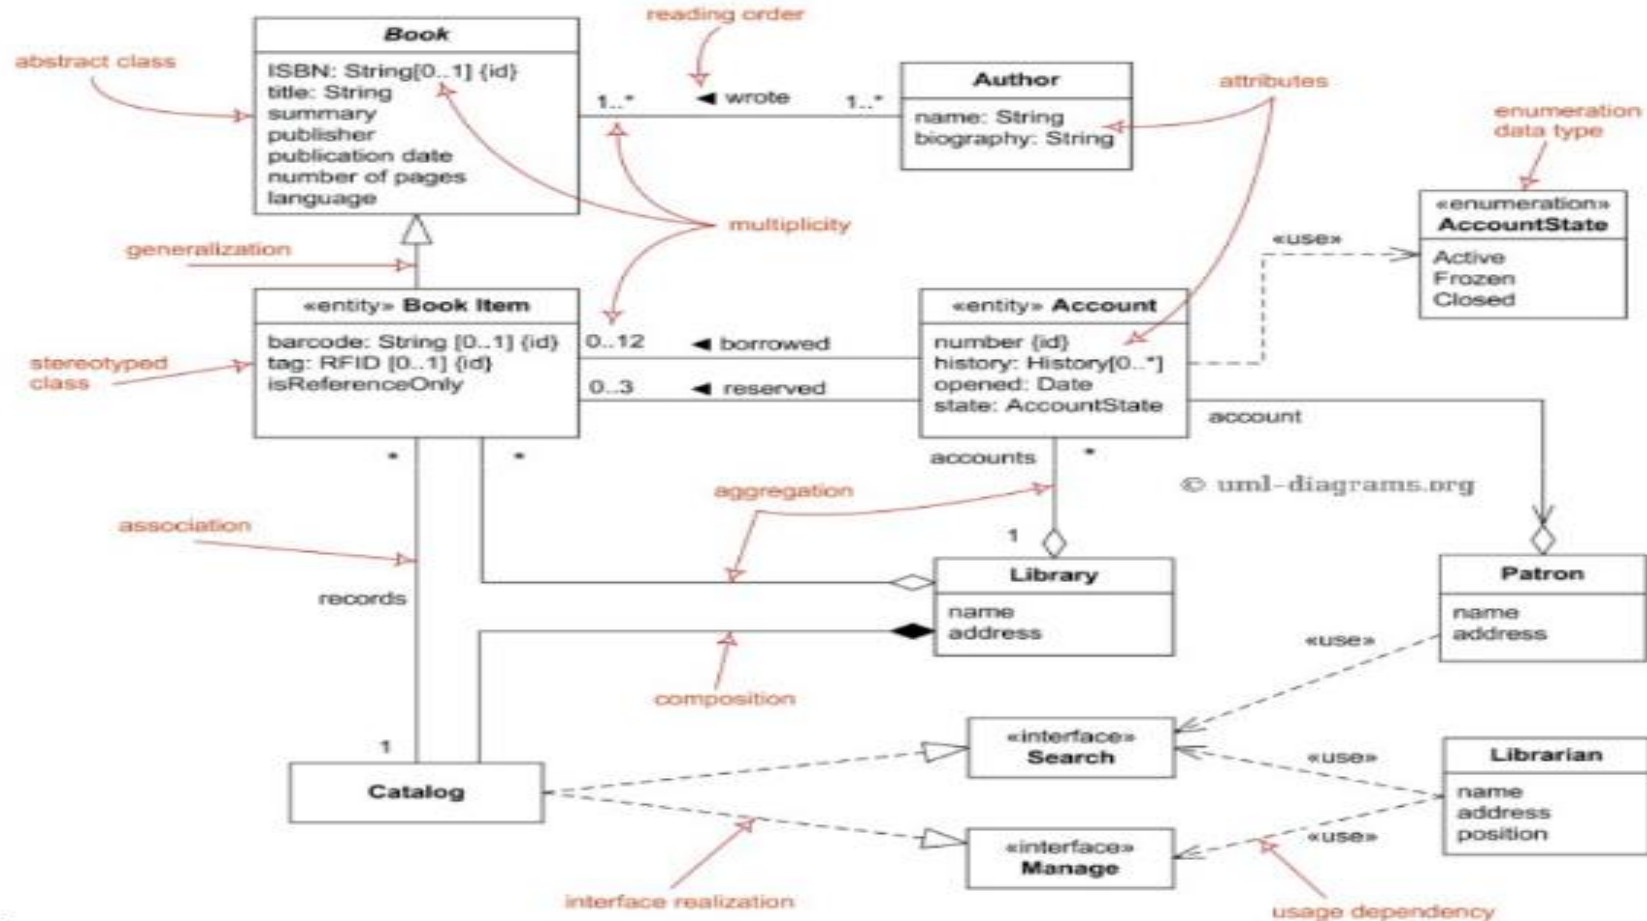 reading order
Book
abstract class
ISBN: String[0..1] {id}
title: String
summary
publisher
publication date
number of pages
language
1..*
◄ wrote
1..*
Author
name: String
biography: String
attributes
enumeration
data type
multiplicity
«enumeration»
AccountState
Active
Frozen
Closed
«use»
generalization
«entity» Book Item
barcode: String [0..1] {id}
tag: RFID [0..1] {id}
isReferenceOnly
stereotyped
class
0..12
◄ borrowed
0..3
◄ reserved
«entity» Account
number {id}
history: History[0..*]
opened: Date
state: AccountState
account
*
*
accounts
*
© uml-diagrams.org
aggregation
association
1
Library
name
address
Patron
name
address
records
«use»
composition
1
Catalog
«interface»
Search
«use»
Librarian
name
address
position
«use»
«interface»
Manage
interface realization
usage dependency